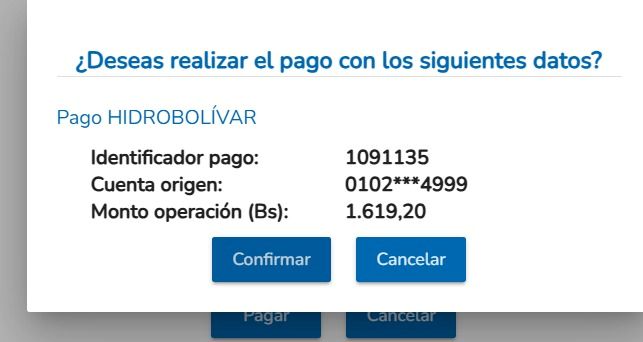 ¿Deseas realizar el pago con los siguientes datos?
Pago HIDROBOLÍVAR
Identificador pago: 1091135
Cuenta origen: 0102***4999
Monto operación (Bs): 1.619,20
Confirmar Cancelar
Pagar Cancelar